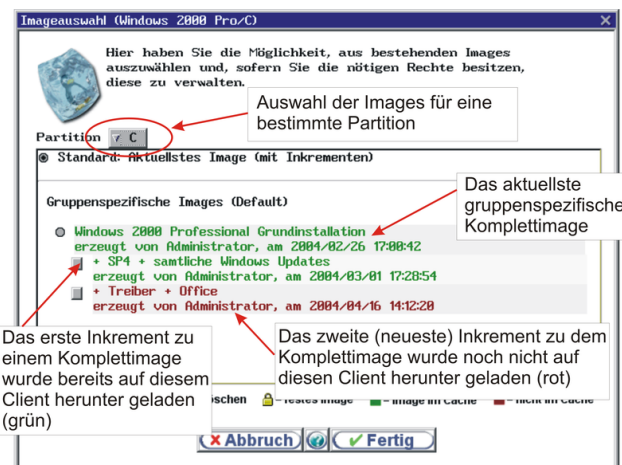 Imageauswahl (Windows 2000 Pro/C)
Hier haben Sie die Möglichkeit, aus bestehenden Images
auszuwählen und, sofern Sie die nötigen Rechte besitzen,
diese zu verwalten.
Auswahl der Images für eine
bestimmte Partition
Partition C
Standard: Aktuellstes Image (mit Inkrementen)
Das aktuellste
gruppenspezifische
Komplettimage
Gruppenspezifische Images (Default)
Windows 2000 Professional Grundinstallation
erzeugt von Administrator, am 2004/02/26 17:00:42
+ SP4 + samtliche Windows Updates
erzeugt von Administrator, am 2004/03/01 17:28:54
+ Treiber + Office
erzeugt von Administrator, am 2004/04/16 14:12:20
Das erste Inkrement zu
einem Komplettimage
wurde bereits auf diesem
Client herunter geladen
(grün)
Das zweite (neueste) Inkrement zu dem
Komplettimage wurde noch nicht auf
diesen Client herunter geladen (rot)
= Image im Cache = nicht im Cache
Abbruch Fertig